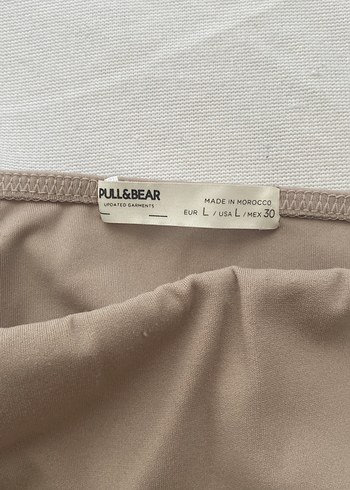 PULL&BEAR
UPDATED GARMENTS
MADE IN MOROCCO
EUR L / USA L / MEX 30